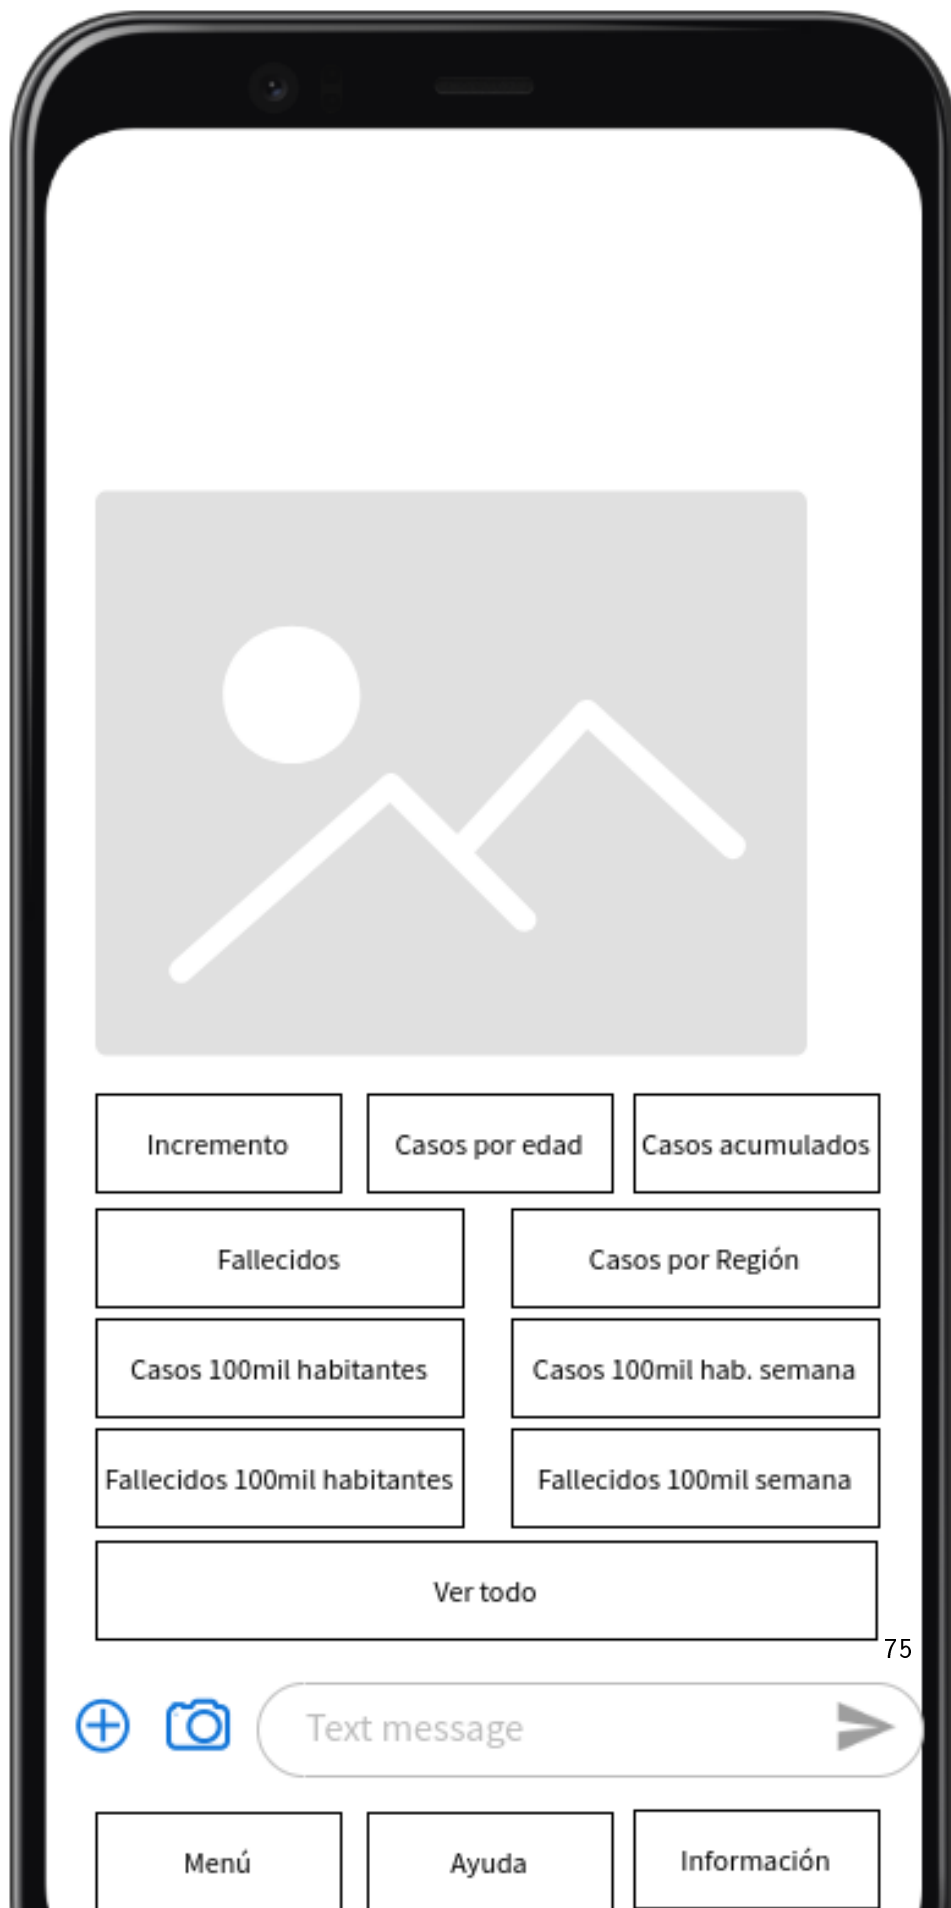 Incremento Casos por edad Casos acumulados
Fallecidos Casos por Región
Casos 100mil habitantes Casos 100mil hab. semana
Fallecidos 100mil habitantes Fallecidos 100mil semana
Ver todo
75
Text message
Menú Ayuda Información